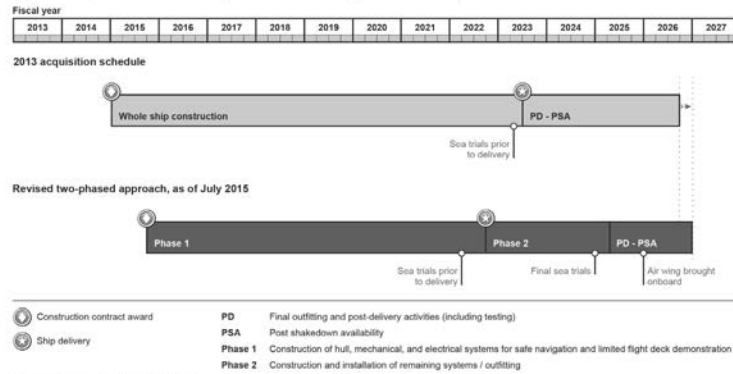 Fiscal year
2013 2014 2015 2016 2017 2018 2019 2020 2021 2022 2023 2024 2025 2026 2027
2013 acquisition schedule
Whole ship construction PD - PSA
Sea trials prior
to delivery
Revised two-phased approach, as of July 2015
Phase 1 Phase 2 PD - PSA
Sea trials prior
to delivery
Final sea trials
Air wing brought
onboard
Construction contract award
Ship delivery
PD Final outfitting and post-delivery activities (including testing)
PSA Post shakedown availability
Phase 1 Construction of hull, mechanical, and electrical systems for safe navigation and limited flight deck demonstration
Phase 2 Construction and installation of remaining systems / outfitting